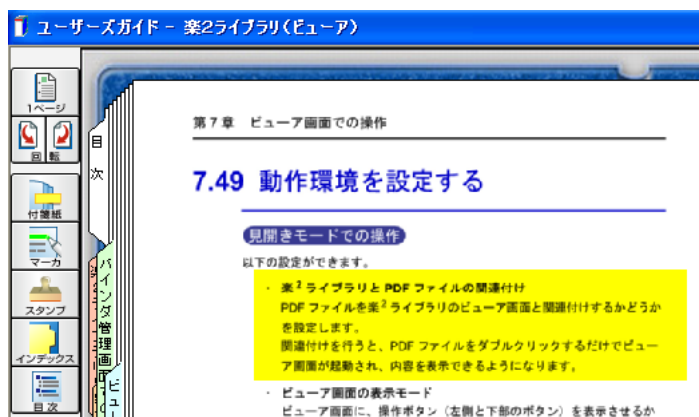 ユーザーズガイド - 楽2ライブラリ(ビューア)
1ページ
回転
付箋紙
マーカ
スタンプ
インデックス
目次
目次
バインダ管理画面
ビュー
第7章 ビューア画面での操作
7.49 動作環境を設定する
見開きモードでの操作
以下の設定ができます。
・ 楽²ライブラリと PDF ファイルの関連付け
PDF ファイルを楽²ライブラリのビューア画面と関連付けするかどうか
を設定します。
関連付けを行うと、PDF ファイルをダブルクリックするだけでビュー
ア画面が起動され、内容を表示できるようになります。
・ ビューア画面の表示モード
ビューア画面に、操作ボタン（左側と下部のボタン）を表示させるか